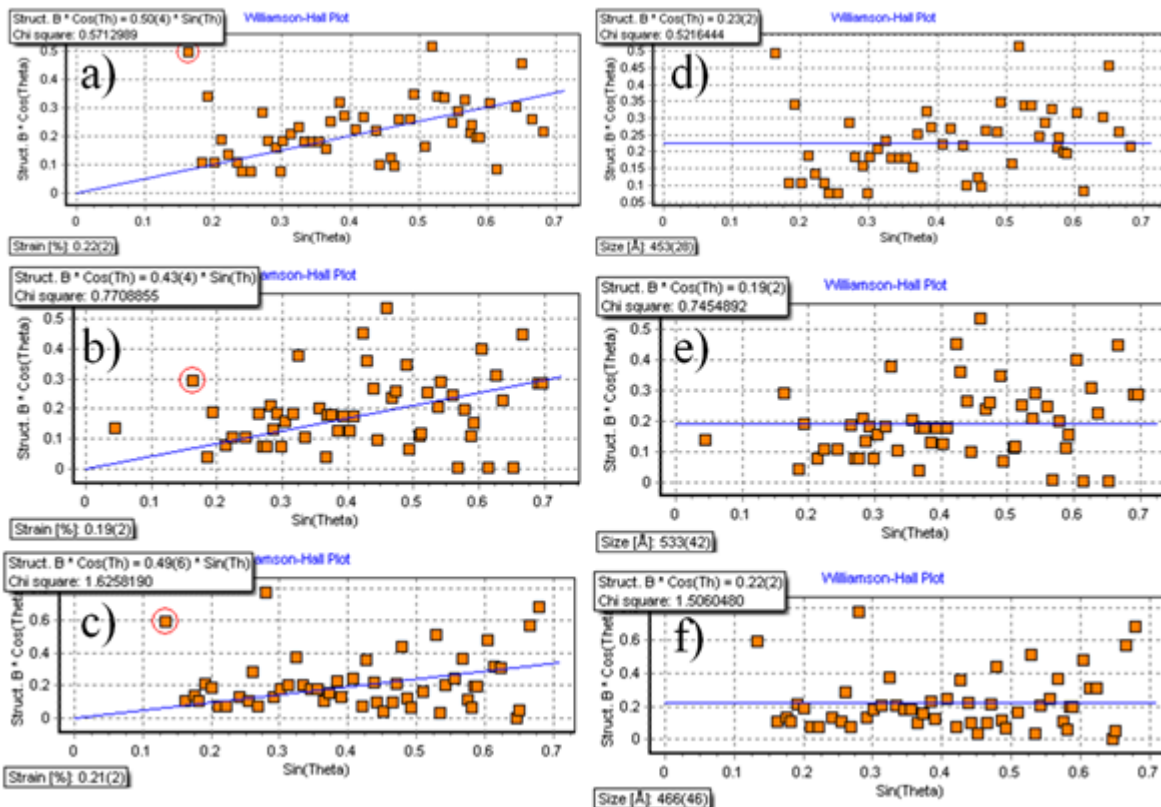 Struct. B * Cos(Th) = 0.50(4) * Sin(Th)
Chi square: 0.5712989
Williamson-Hall Plot
a)
Struct. B * Cos(Theta)
0.5
0.4
0.3
0.2
0.1
0
0 0.1 0.2 0.3 0.4 0.5 0.6 0.7
Sin(Theta)
Strain [%]: 0.22(2)
Struct. B * Cos(Th) = 0.23(2)
Chi square: 0.5216444
Williamson-Hall Plot
d)
Struct. B * Cos(Theta)
0.5
0.45
0.4
0.35
0.3
0.25
0.2
0.15
0.1
0.05
0 0.1 0.2 0.3 0.4 0.5 0.6 0.7
Sin(Theta)
Size [Å]: 453(28)
Struct. B * Cos(Th) = 0.43(4) * Sin(Th)
Chi square: 0.7708855
amson-Hall Plot
b)
Struct. B * Cos(Theta)
0.5
0.4
0.3
0.2
0.1
0
0 0.1 0.2 0.3 0.4 0.5 0.6 0.7
Sin(Theta)
Strain [%]: 0.19(2)
Struct. B * Cos(Th) = 0.19(2)
Chi square: 0.7454892
Williamson-Hall Plot
e)
Struct. B * Cos(Theta)
0.5
0.4
0.3
0.2
0.1
0
0 0.1 0.2 0.3 0.4 0.5 0.6 0.7
Sin(Theta)
Size [Å]: 533(42)
Struct. B * Cos(Th) = 0.49(6) * Sin(Th)
Chi square: 1.6258190
amson-Hall Plot
c)
Struct. B * Cos(Theta)
0.6
0.4
0.2
0
0 0.1 0.2 0.3 0.4 0.5 0.6 0.7
Sin(Theta)
Strain [%]: 0.21(2)
Struct. B * Cos(Th) = 0.22(2)
Chi square: 1.5060480
Williamson-Hall Plot
f)
Struct. B * Cos(Theta
0.6
0.4
0.2
0
0 0.1 0.2 0.3 0.4 0.5 0.6 0.7
Sin(Theta)
Size [Å]: 466(46)